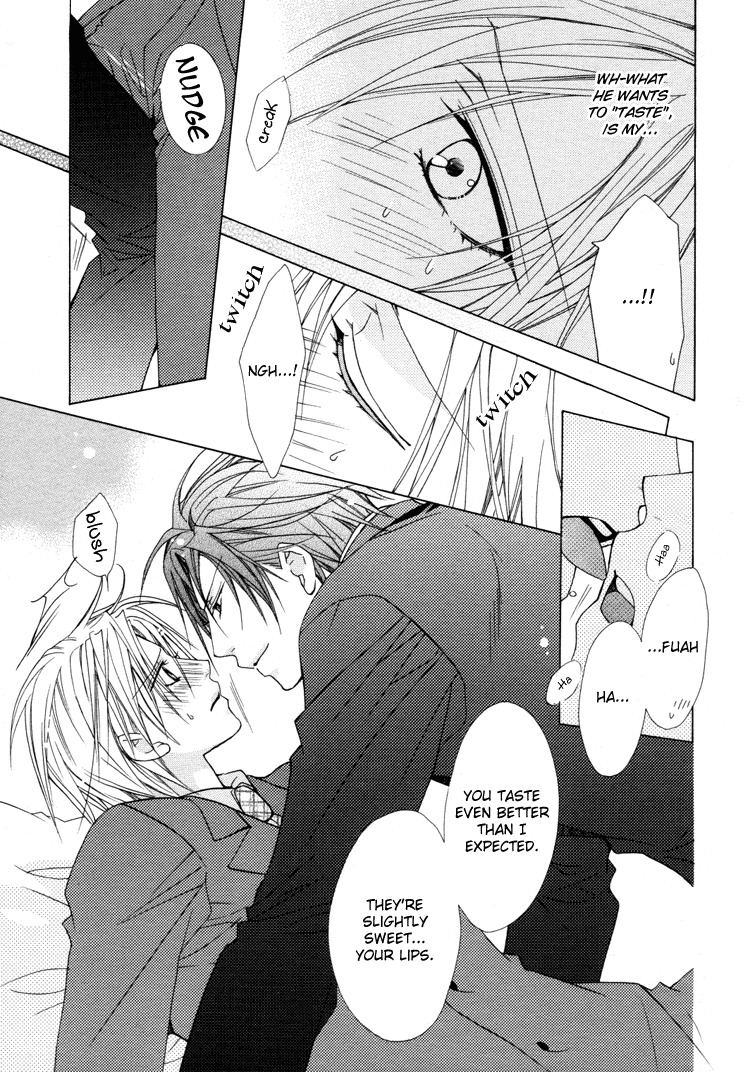 WH-WHAT
HE WANTS
TO "TASTE",
IS MY...
creak
NUDGE
...!!
twitch
NGH...!
twitch
Haa
...FUAH
HA...
Ha
blush
YOU TASTE
EVEN BETTER
THAN I
EXPECTED.
THEY'RE
SLIGHTLY
SWEET...
YOUR LIPS.